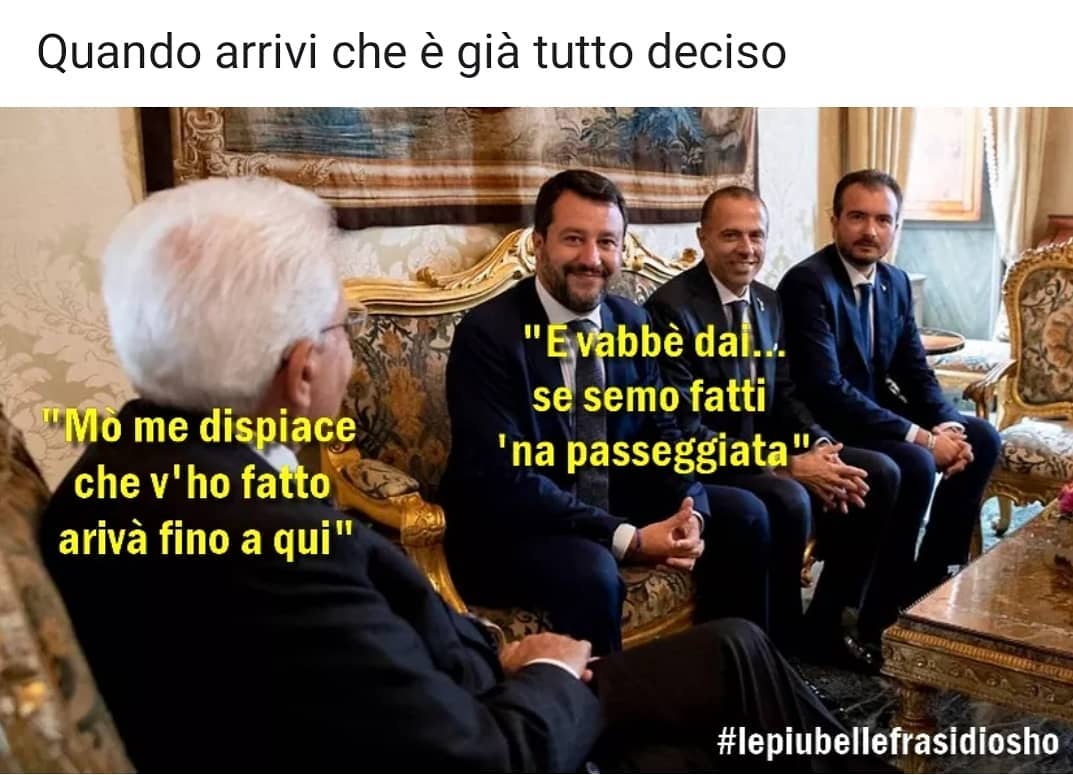 Quando arrivi che è già tutto deciso
"E vabbè dai...
se semo fatti
'na passeggiata"
"Mò me dispiace
che v'ho fatto
arivà fino a qui"
#lepiubellefrasidiosho